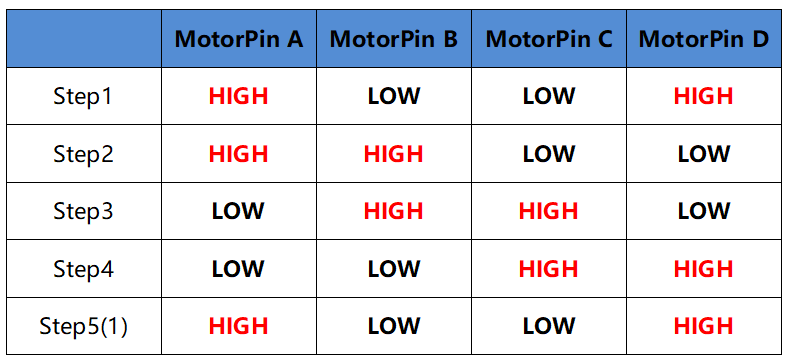 MotorPin A MotorPin B MotorPin C MotorPin D
Step1 HIGH LOW LOW HIGH
Step2 HIGH HIGH LOW LOW
Step3 LOW HIGH HIGH LOW
Step4 LOW LOW HIGH HIGH
Step5(1) HIGH LOW LOW HIGH